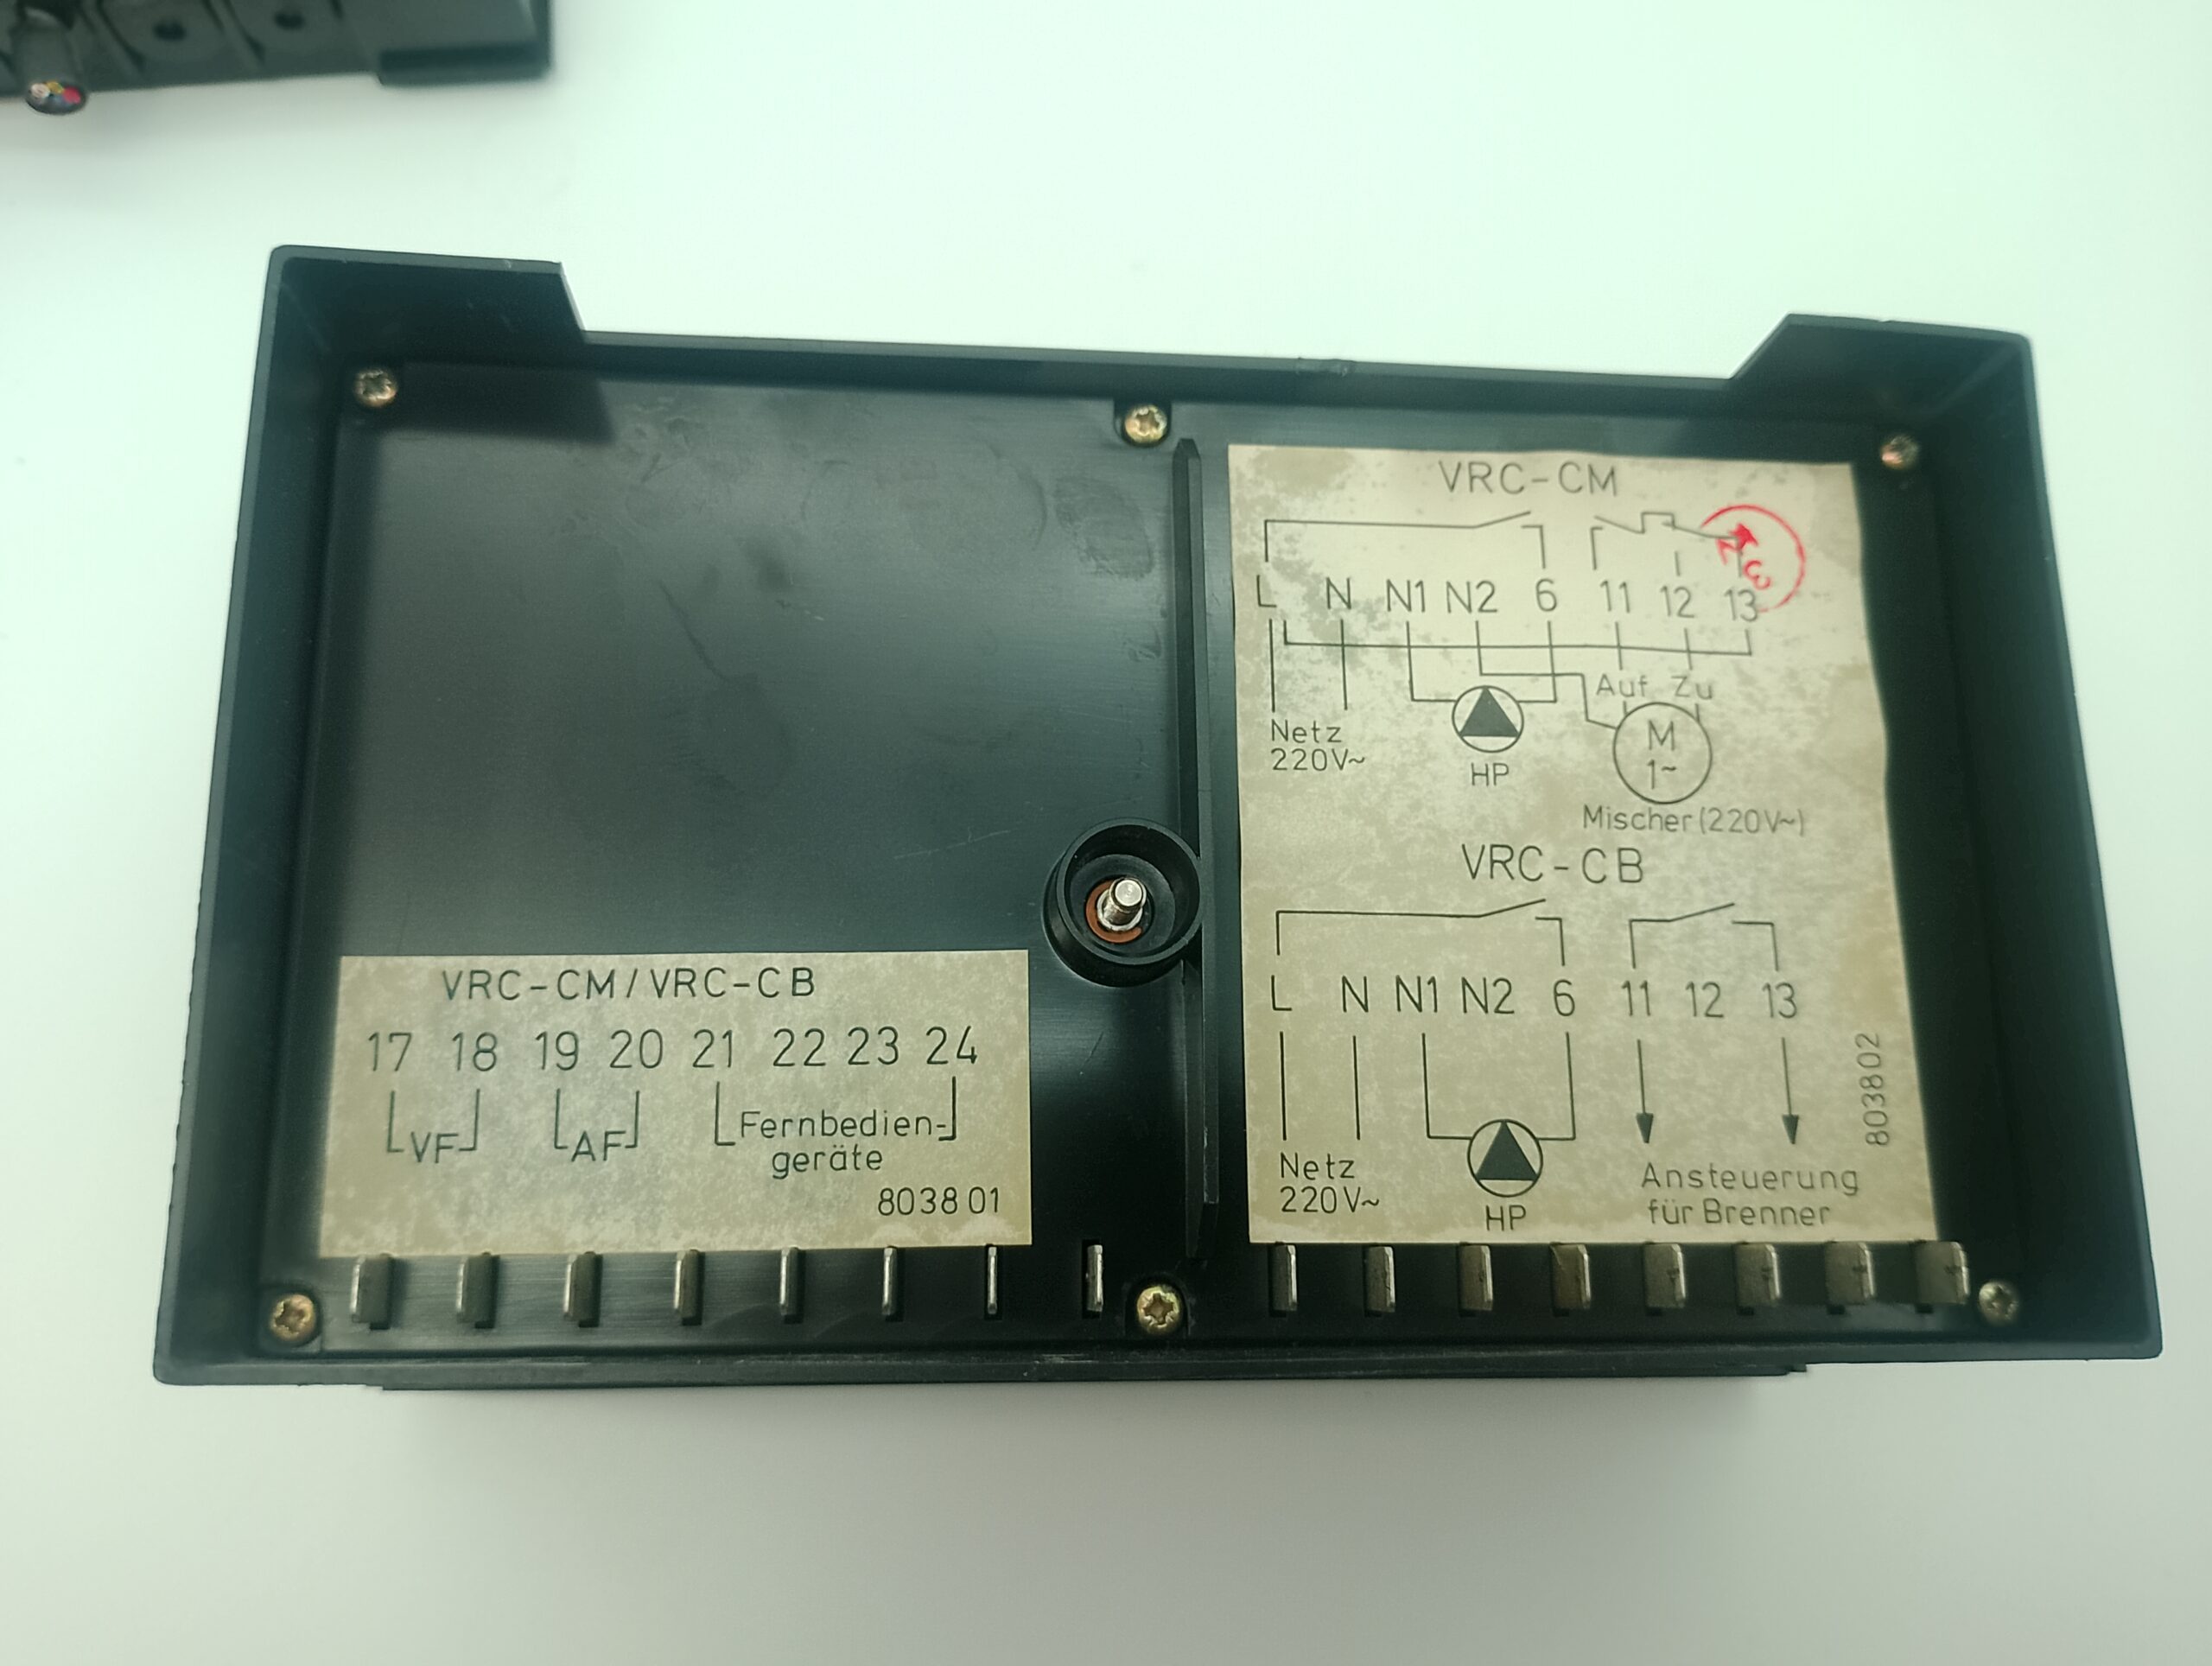 VRC-CM/VRC-CB
17 18 19 20 21 22 23 24
VF AF Fernbedien-
geräte
803801
VRC-CM
L N N1 N2 6 11 12 13
Auf Zu
Netz
220V~
HP
M
1~
Mischer (220V~)
VRC-CB
L N N1 N2 6 11 12 13
Netz
220V~
HP
Ansteuerung
für Brenner
803802